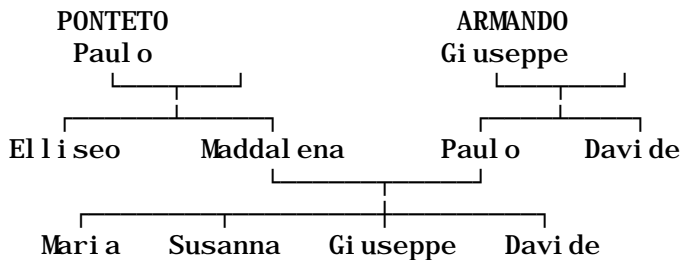 PONTETO ARMANDO
Paulo Giuseppe
Elliseo Maddalena Paulo Davide
Maria Susanna Giuseppe Davide